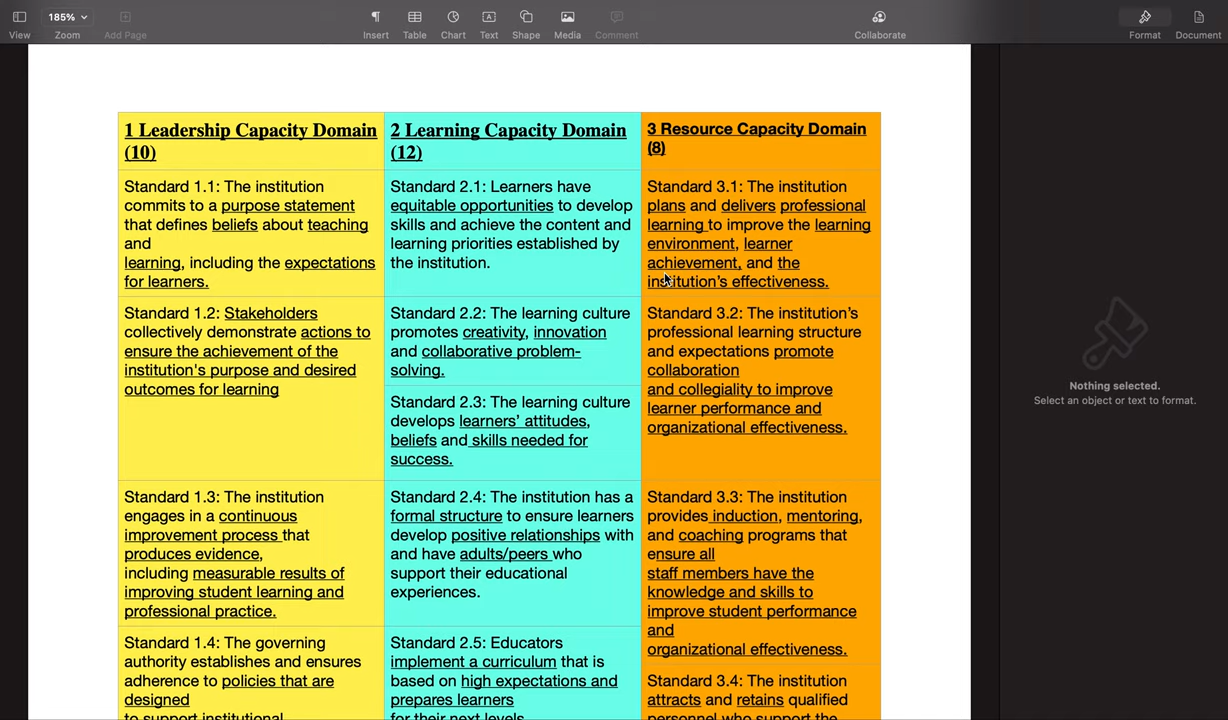 185%
View
Zoom
Add Page
Insert
Table
Chart
Text
Shape
Media
Comment
Collaborate
Format
Document
1 Leadership Capacity Domain
(10)
Standard 1.1: The institution
commits to a purpose statement
that defines beliefs about teaching
and
learning, including the expectations
for learners.
Standard 1.2: Stakeholders
collectively demonstrate actions to
ensure the achievement of the
institution's purpose and desired
outcomes for learning
Standard 1.3: The institution
engages in a continuous
improvement process that
produces evidence,
including measurable results of
improving student learning and
professional practice.
Standard 1.4: The governing
authority establishes and ensures
adherence to policies that are
designed
to support institutional
2 Learning Capacity Domain
(12)
Standard 2.1: Learners have
equitable opportunities to develop
skills and achieve the content and
learning priorities established by
the institution.
Standard 2.2: The learning culture
promotes creativity, innovation
and collaborative problem-
solving.
Standard 2.3: The learning culture
develops learners’ attitudes,
beliefs and skills needed for
success.
Standard 2.4: The institution has a
formal structure to ensure learners
develop positive relationships with
and have adults/peers who
support their educational
experiences.
Standard 2.5: Educators
implement a curriculum that is
based on high expectations and
prepares learners
for their next levels
3 Resource Capacity Domain
(8)
Standard 3.1: The institution
plans and delivers professional
learning to improve the learning
environment, learner
achievement, and the
institution’s effectiveness.
Standard 3.2: The institution’s
professional learning structure
and expectations promote
collaboration
and collegiality to improve
learner performance and
organizational effectiveness.
Standard 3.3: The institution
provides induction, mentoring,
and coaching programs that
ensure all
staff members have the
knowledge and skills to
improve student performance
and
organizational effectiveness.
Standard 3.4: The institution
attracts and retains qualified
personnel who support the
Nothing selected.
Select an object or text to format.